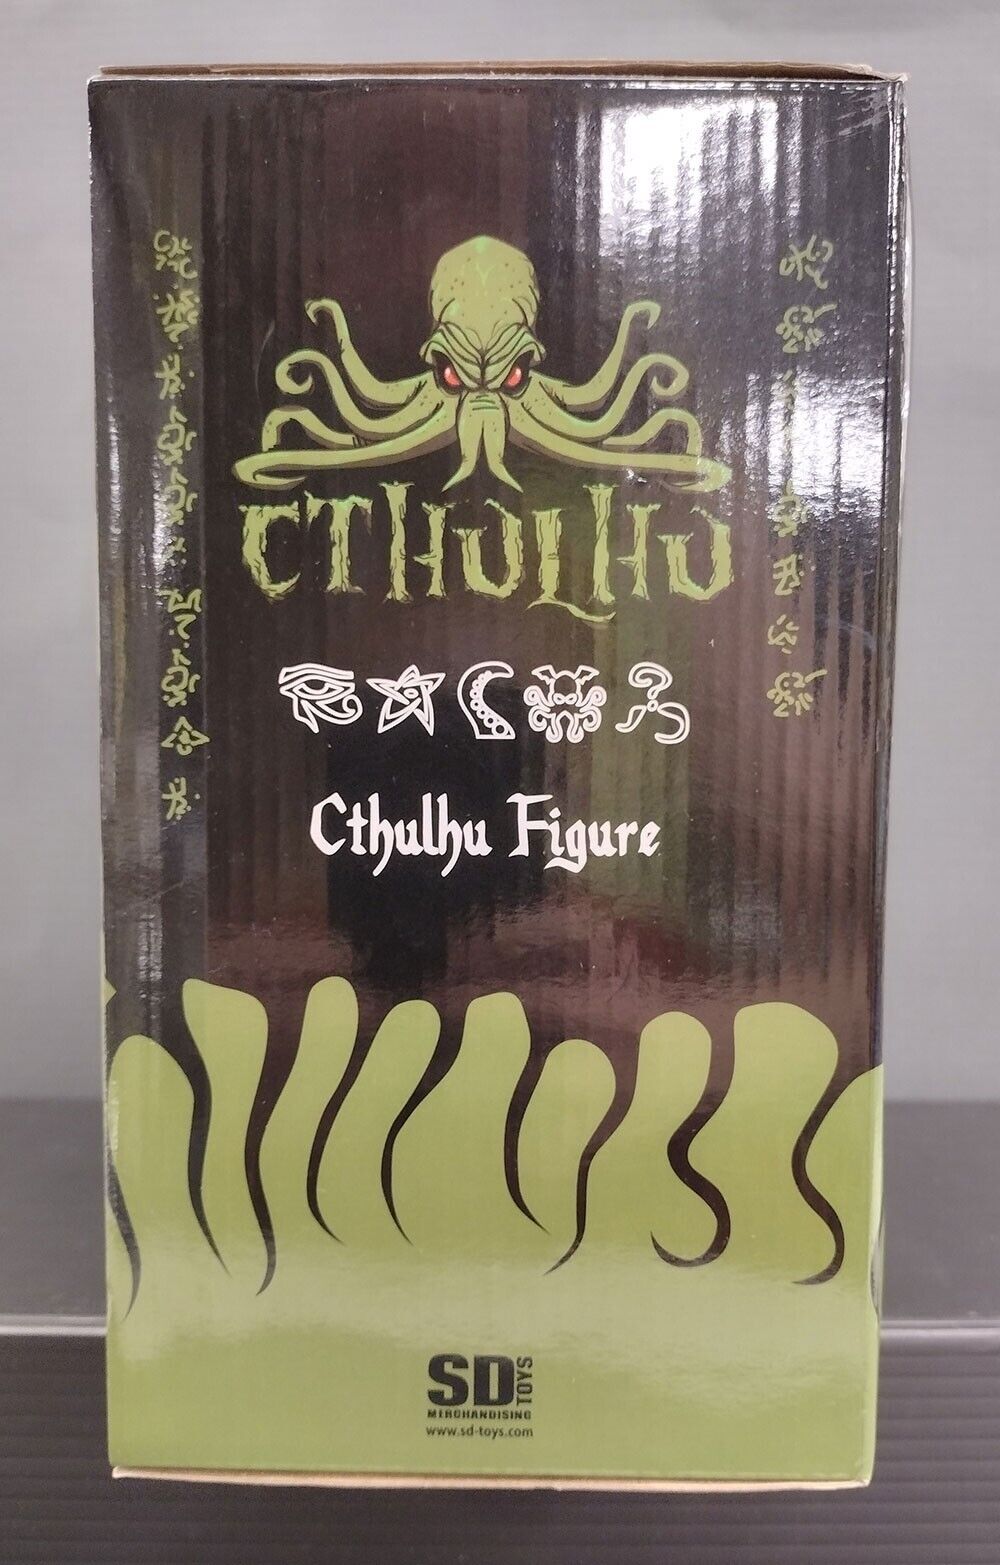 CTHULHU
Cthulhu Figure
SD TOYS
MERCHANDISING
www.sd-toys.com